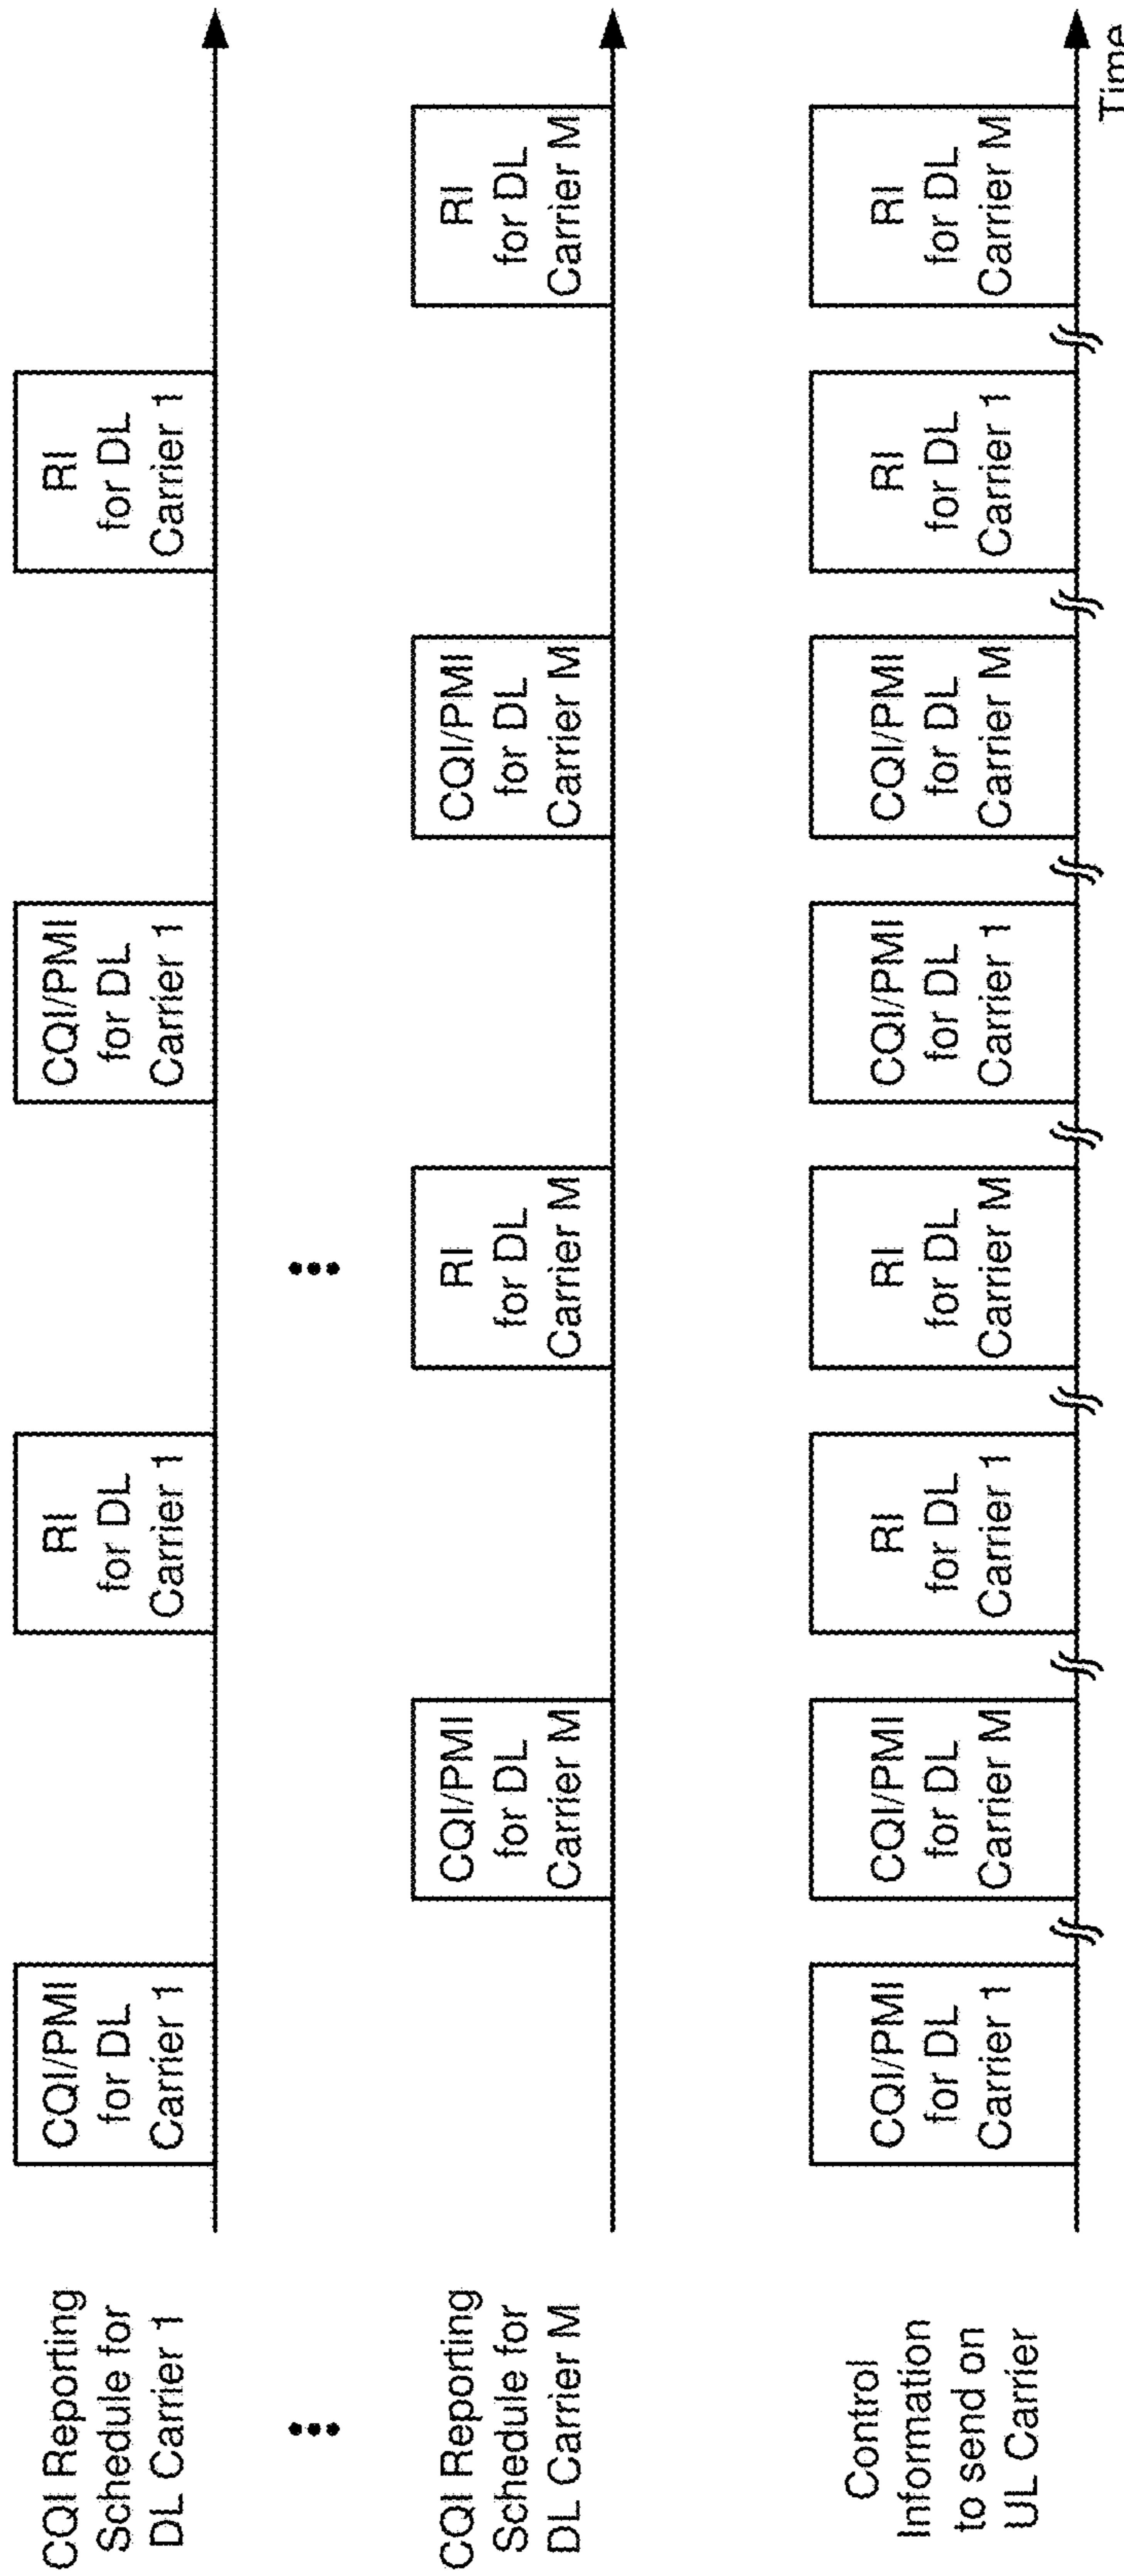 CQI Reporting
Schedule for
DL Carrier 1
CQI/PMI
for DL
Carrier 1
RI
for DL
Carrier 1
CQI/PMI
for DL
Carrier 1
RI
for DL
Carrier 1
CQI Reporting
Schedule for
DL Carrier M
CQI/PMI
for DL
Carrier M
RI
for DL
Carrier M
CQI/PMI
for DL
Carrier M
RI
for DL
Carrier M
Control
Information
to send on
UL Carrier
CQI/PMI
for DL
Carrier 1
CQI/PMI
for DL
Carrier M
RI
for DL
Carrier 1
RI
for DL
Carrier M
CQI/PMI
for DL
Carrier 1
CQI/PMI
for DL
Carrier M
RI
for DL
Carrier 1
RI
for DL
Carrier M
Time